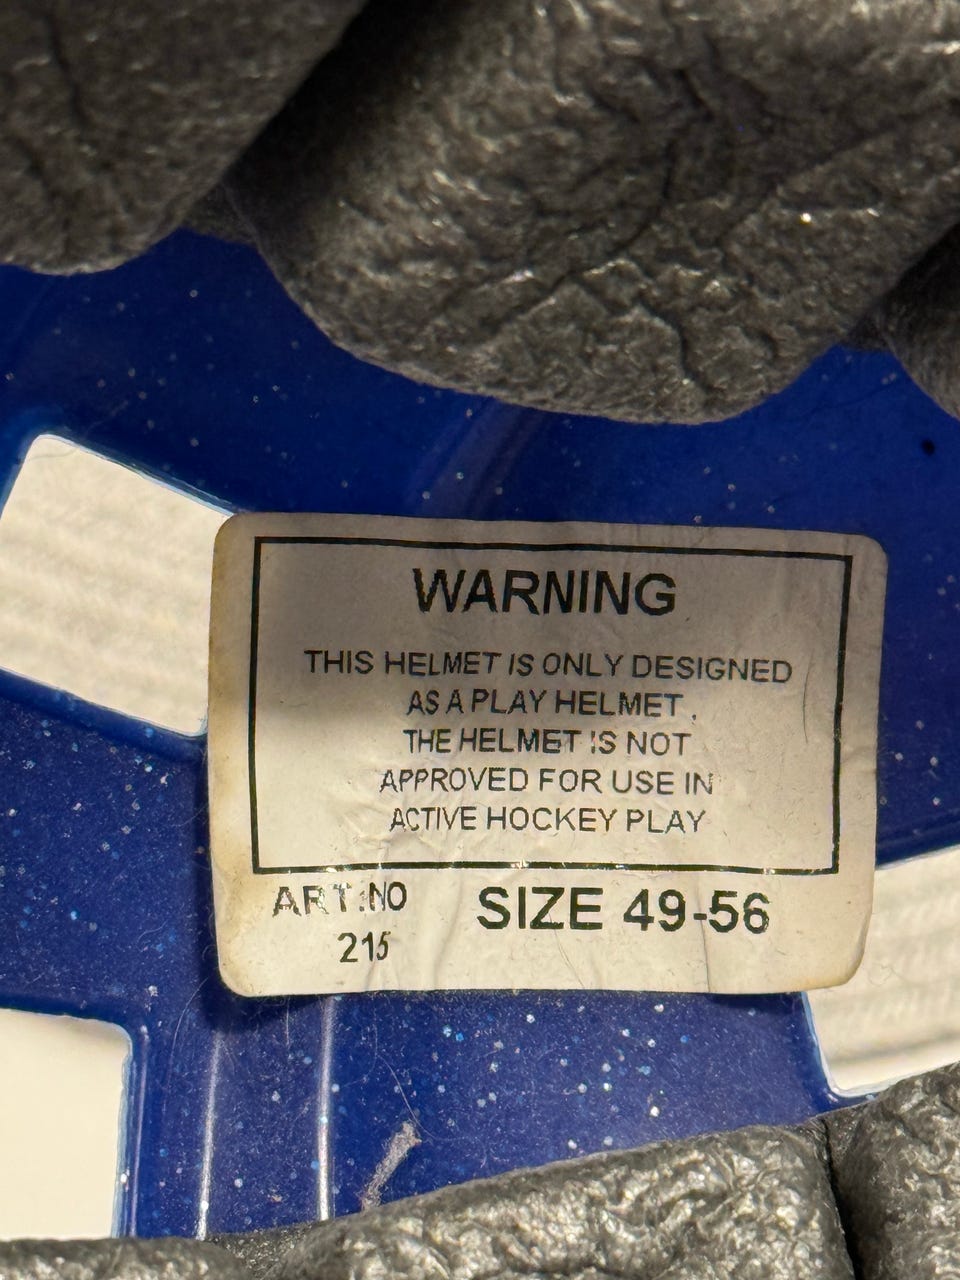 WARNING
THIS HELMET IS ONLY DESIGNED
AS A PLAY HELMET.
THE HELMET IS NOT
APPROVED FOR USE IN
ACTIVE HOCKEY PLAY
ART.NO SIZE 49-56
215